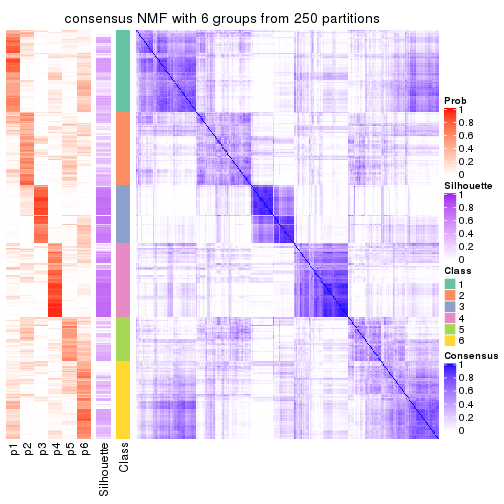 consensus NMF with 6 groups from 250 partitions
Prob
1
0.8
0.6
0.4
0.2
0
Silhouette
1
0.8
0.6
0.4
0.2
0
Class
1
2
3
4
5
6
Consensus
1
0.8
0.6
0.4
0.2
0
p1
p2
p3
p4
p5
p6
Silhouette
Class